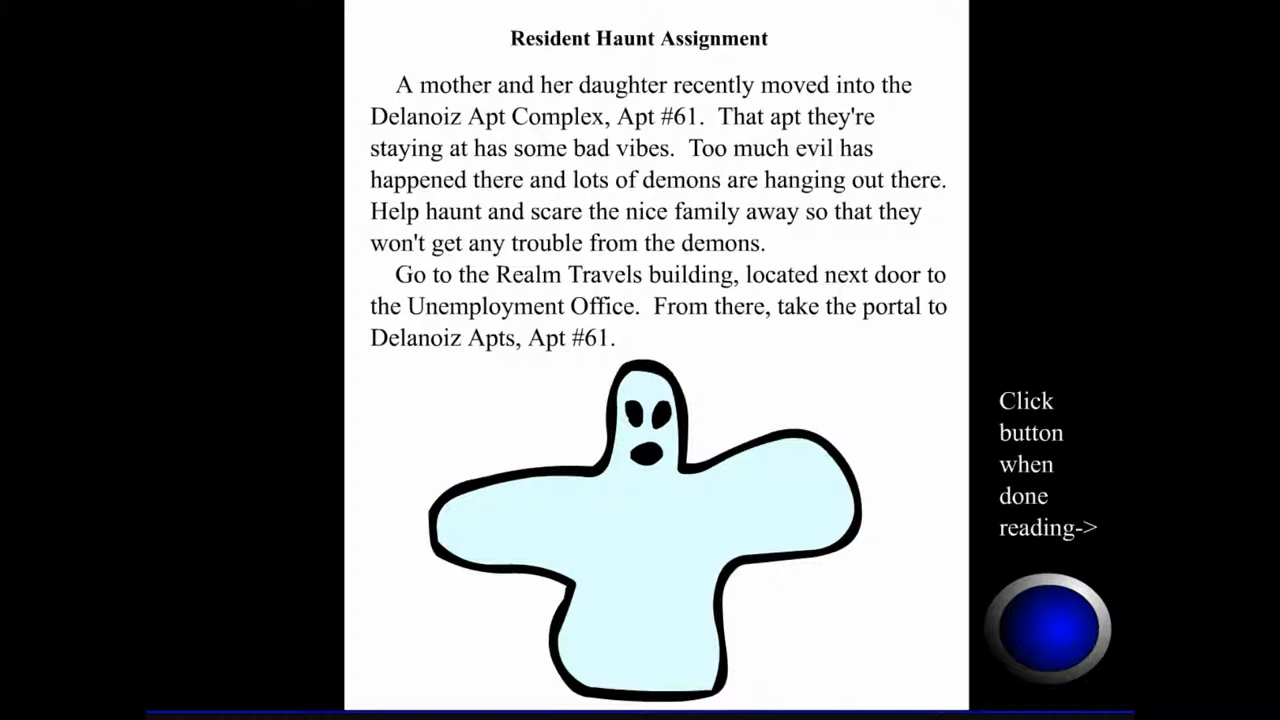 Resident Haunt Assignment
A mother and her daughter recently moved into the
Delanoiz Apt Complex, Apt #61.  That apt they're
staying at has some bad vibes.  Too much evil has
happened there and lots of demons are hanging out there.
Help haunt and scare the nice family away so that they
won't get any trouble from the demons.
Go to the Realm Travels building, located next door to
the Unemployment Office.  From there, take the portal to
Delanoiz Apts, Apt #61.
Click
button
when
done
reading->